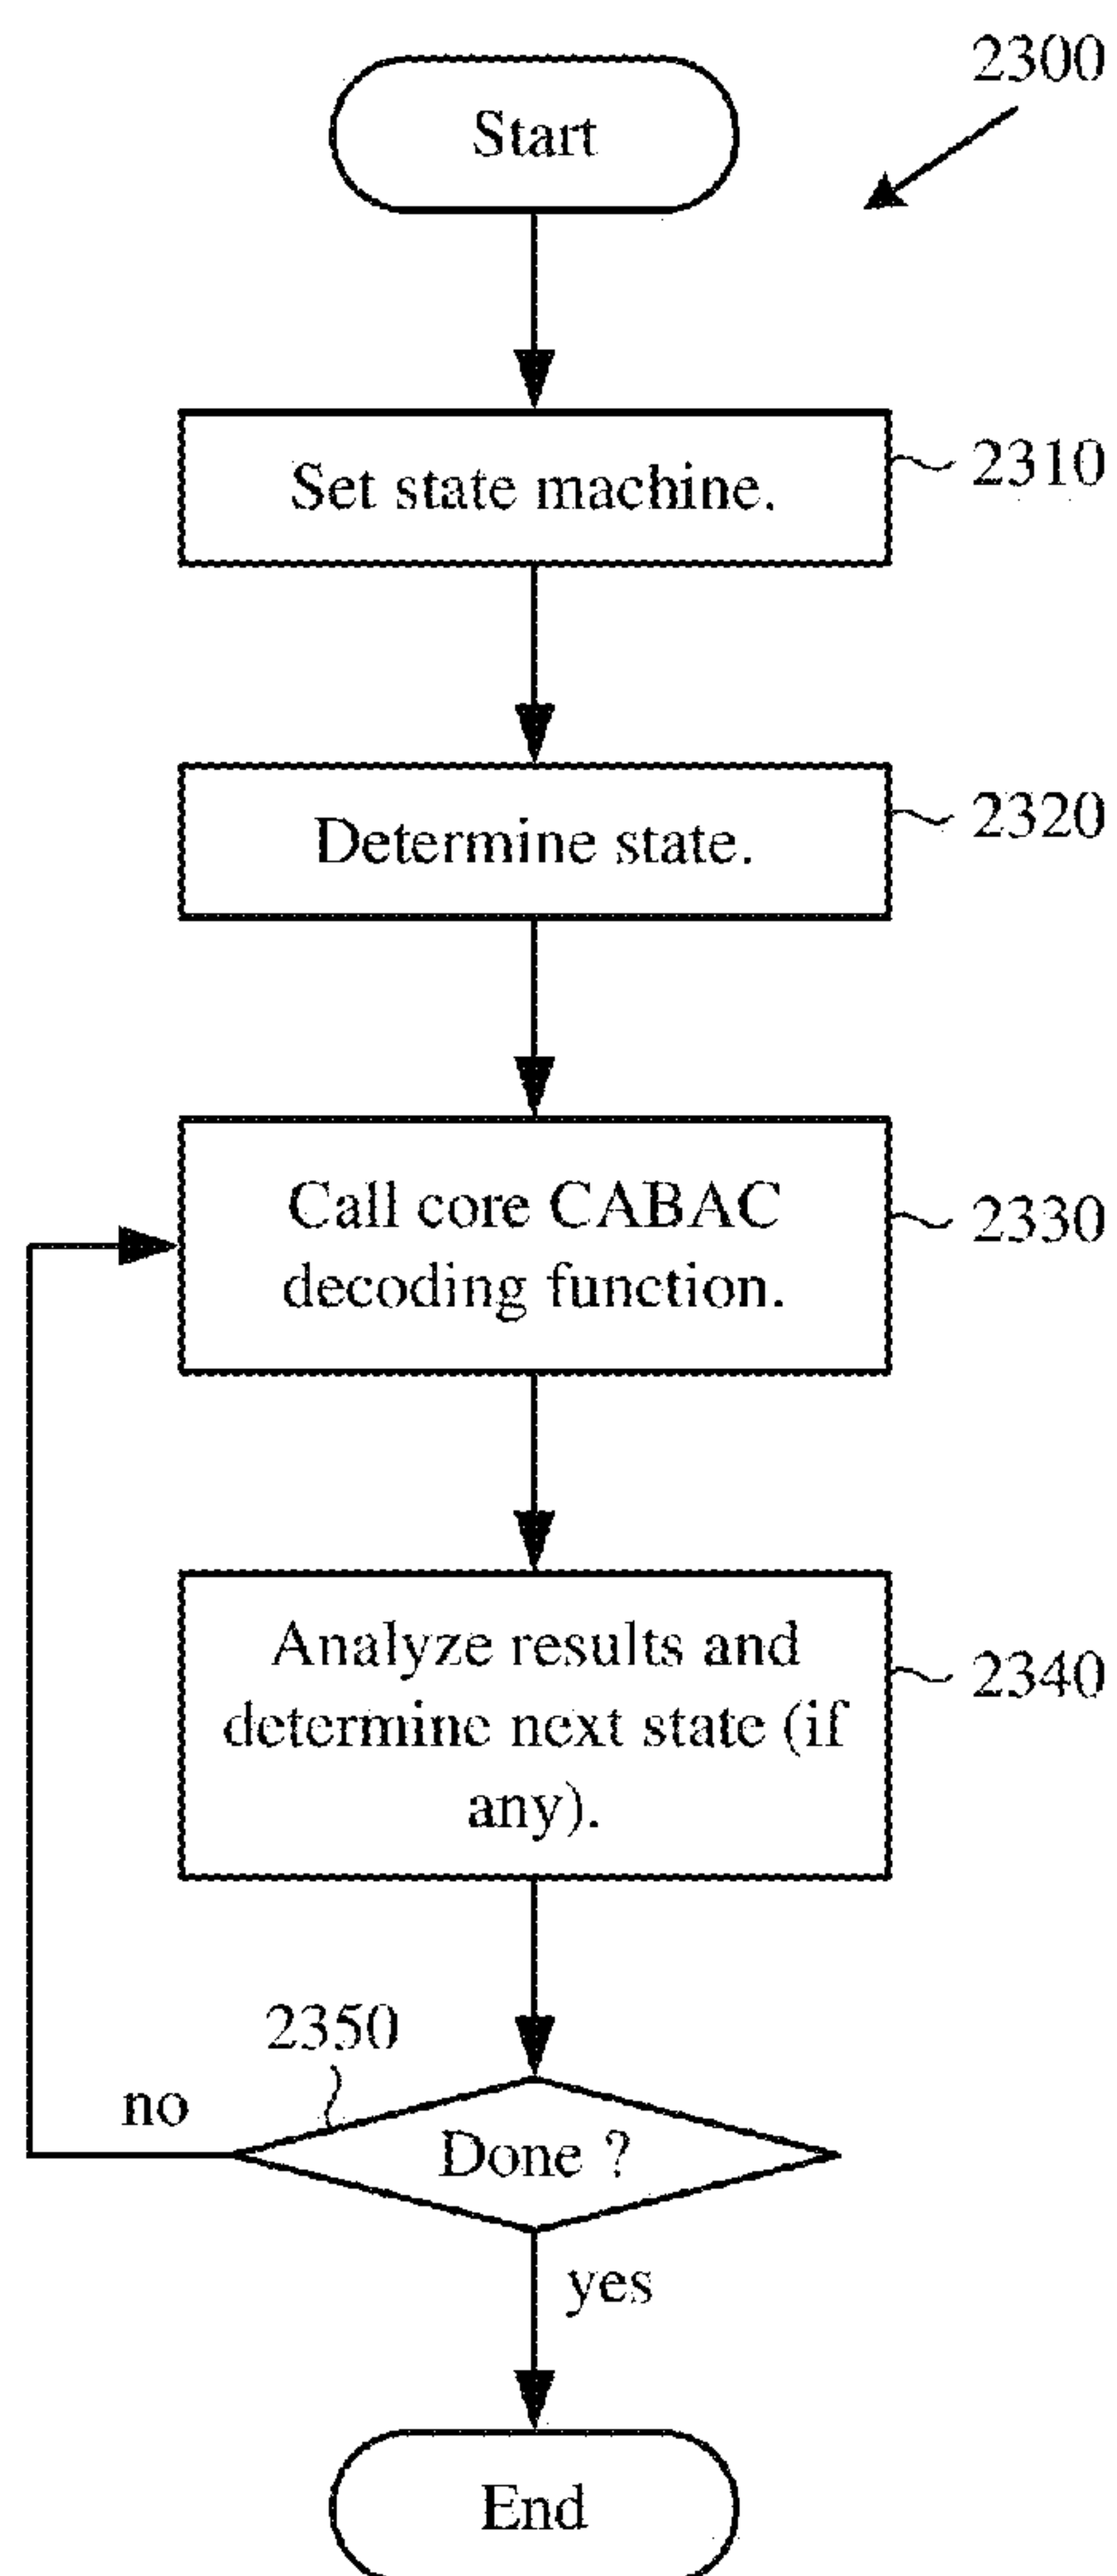 2300
Start
Set state machine.
2310
Determine state.
2320
Call core CABAC
decoding function.
2330
Analyze results and
determine next state (if
any).
2340
2350
no
Done ?
yes
End